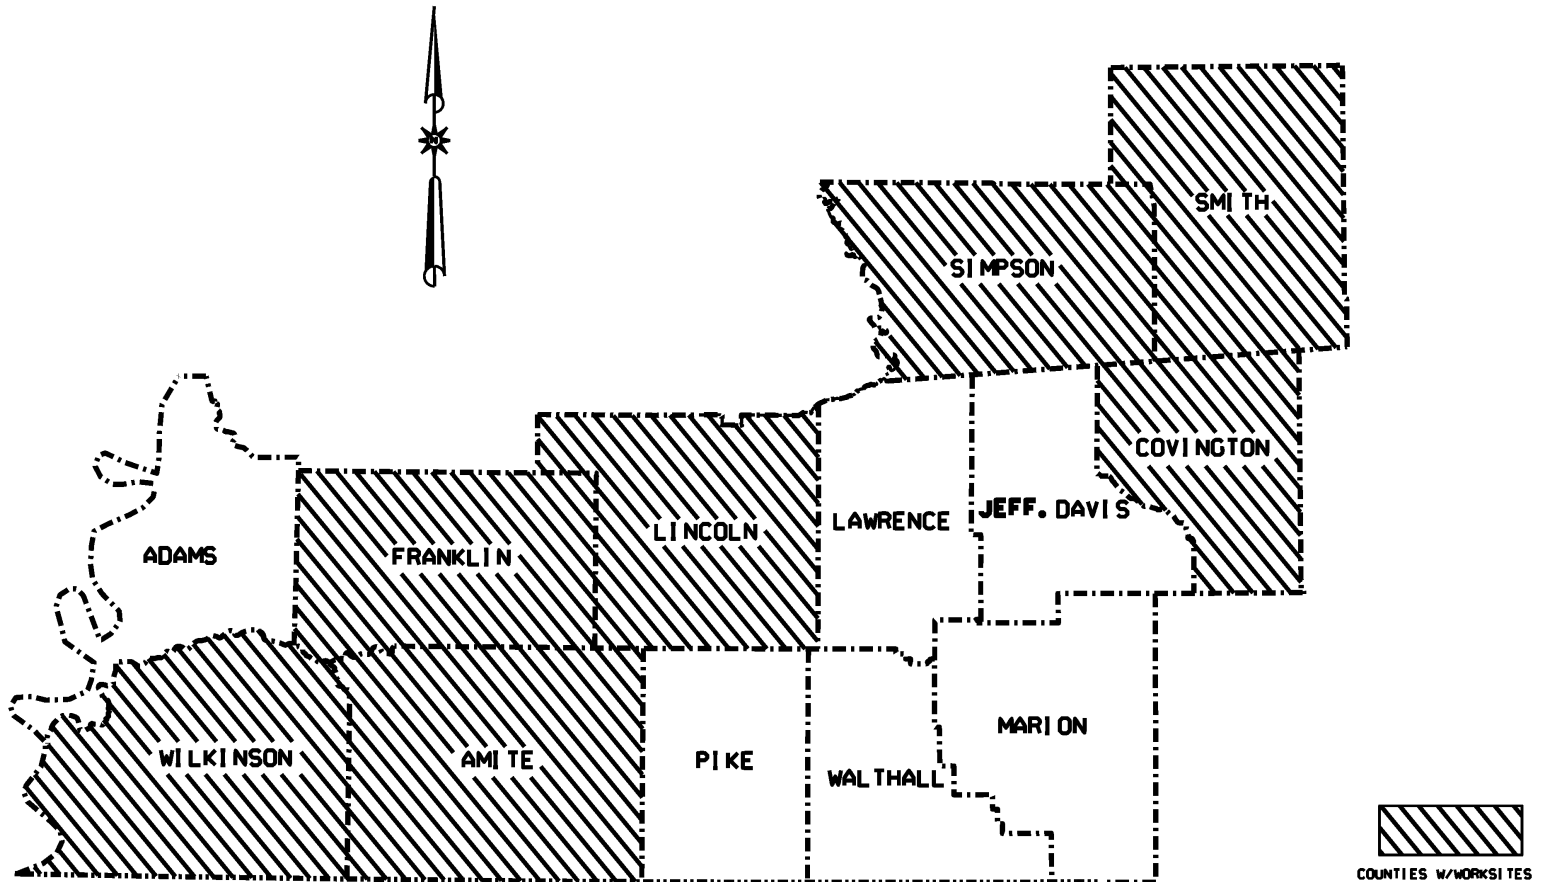 SMITH
SIMPSON
COVINGTON
JEFF. DAVIS
LAWRENCE
LINCOLN
FRANKLIN
ADAMS
MARION
WILKINSON
AMITE
PIKE
WALTHALL
COUNTIES W/WORKSITES